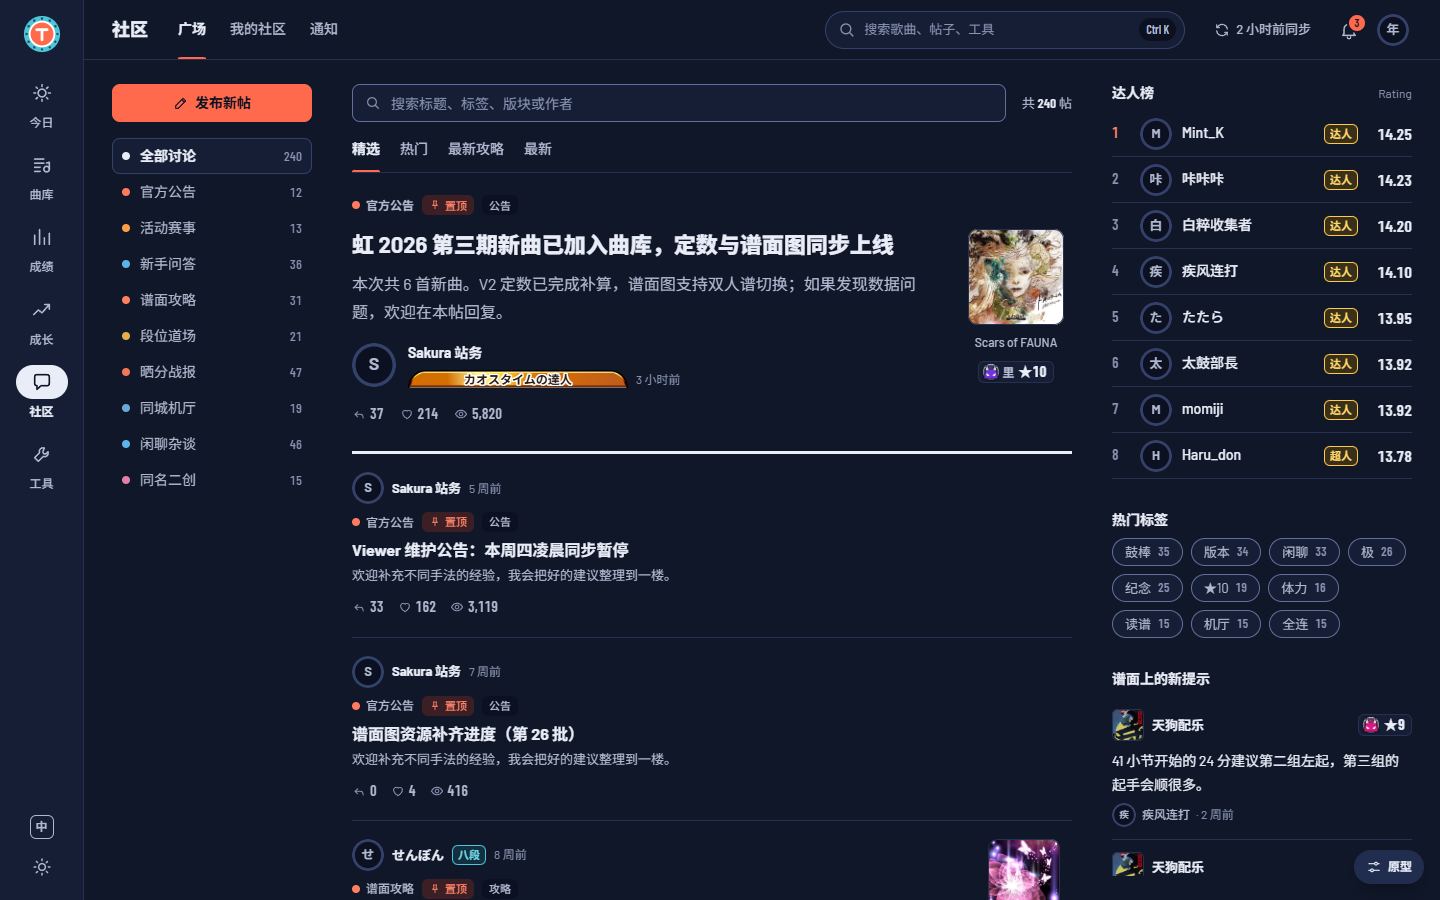 社区
广场
我的社区
通知
搜索歌曲、帖子、工具
Ctrl K
2 小时前同步
3
年
今日
曲库
成绩
成长
社区
工具
中
发布新帖
全部讨论 240
官方公告 12
活动赛事 13
新手问答 36
谱面攻略 31
段位道场 21
晒分战报 47
同城机厅 19
闲聊杂谈 46
同名二创 15
搜索标题、标签、版块或作者
共 240 帖
精选 热门 最新攻略 最新
官方公告 置顶 公告
虹 2026 第三期新曲已加入曲库，定数与谱面图同步上线
本次共 6 首新曲。V2 定数已完成补算，谱面图支持双人谱切换；如果发现数据问
题，欢迎在本帖回复。
S
Sakura 站务
カオスタイムの達人 3 小时前
37 214 5,820
Scars of FAUNA
里 ★10
S Sakura 站务 5 周前
官方公告 置顶 公告
Viewer 维护公告：本周四凌晨同步暂停
欢迎补充不同手法的经验，我会把好的建议整理到一楼。
33 162 3,119
S Sakura 站务 7 周前
官方公告 置顶 公告
谱面图资源补齐进度（第 26 批）
欢迎补充不同手法的经验，我会把好的建议整理到一楼。
0 4 416
せ せんぽん 八段 8 周前
谱面攻略 置顶 攻略
达人榜 Rating
1 M Mint_K 达人 14.25
2 咔 咔咔咔 达人 14.23
3 白 白粹收集者 达人 14.20
4 疾 疾风连打 达人 14.10
5 た たたら 达人 13.95
6 太 太鼓部長 达人 13.92
7 M momiji 达人 13.92
8 H Haru_don 超人 13.78
热门标签
鼓棒 35 版本 34 闲聊 33 极 26
纪念 25 ★10 19 体力 16
读谱 15 机厅 15 全连 15
谱面上的新提示
天狗配乐 ★9
41 小节开始的 24 分建议第二组左起，第三组的
起手会顺很多。
疾 疾风连打 · 2 周前
天狗配乐
原型